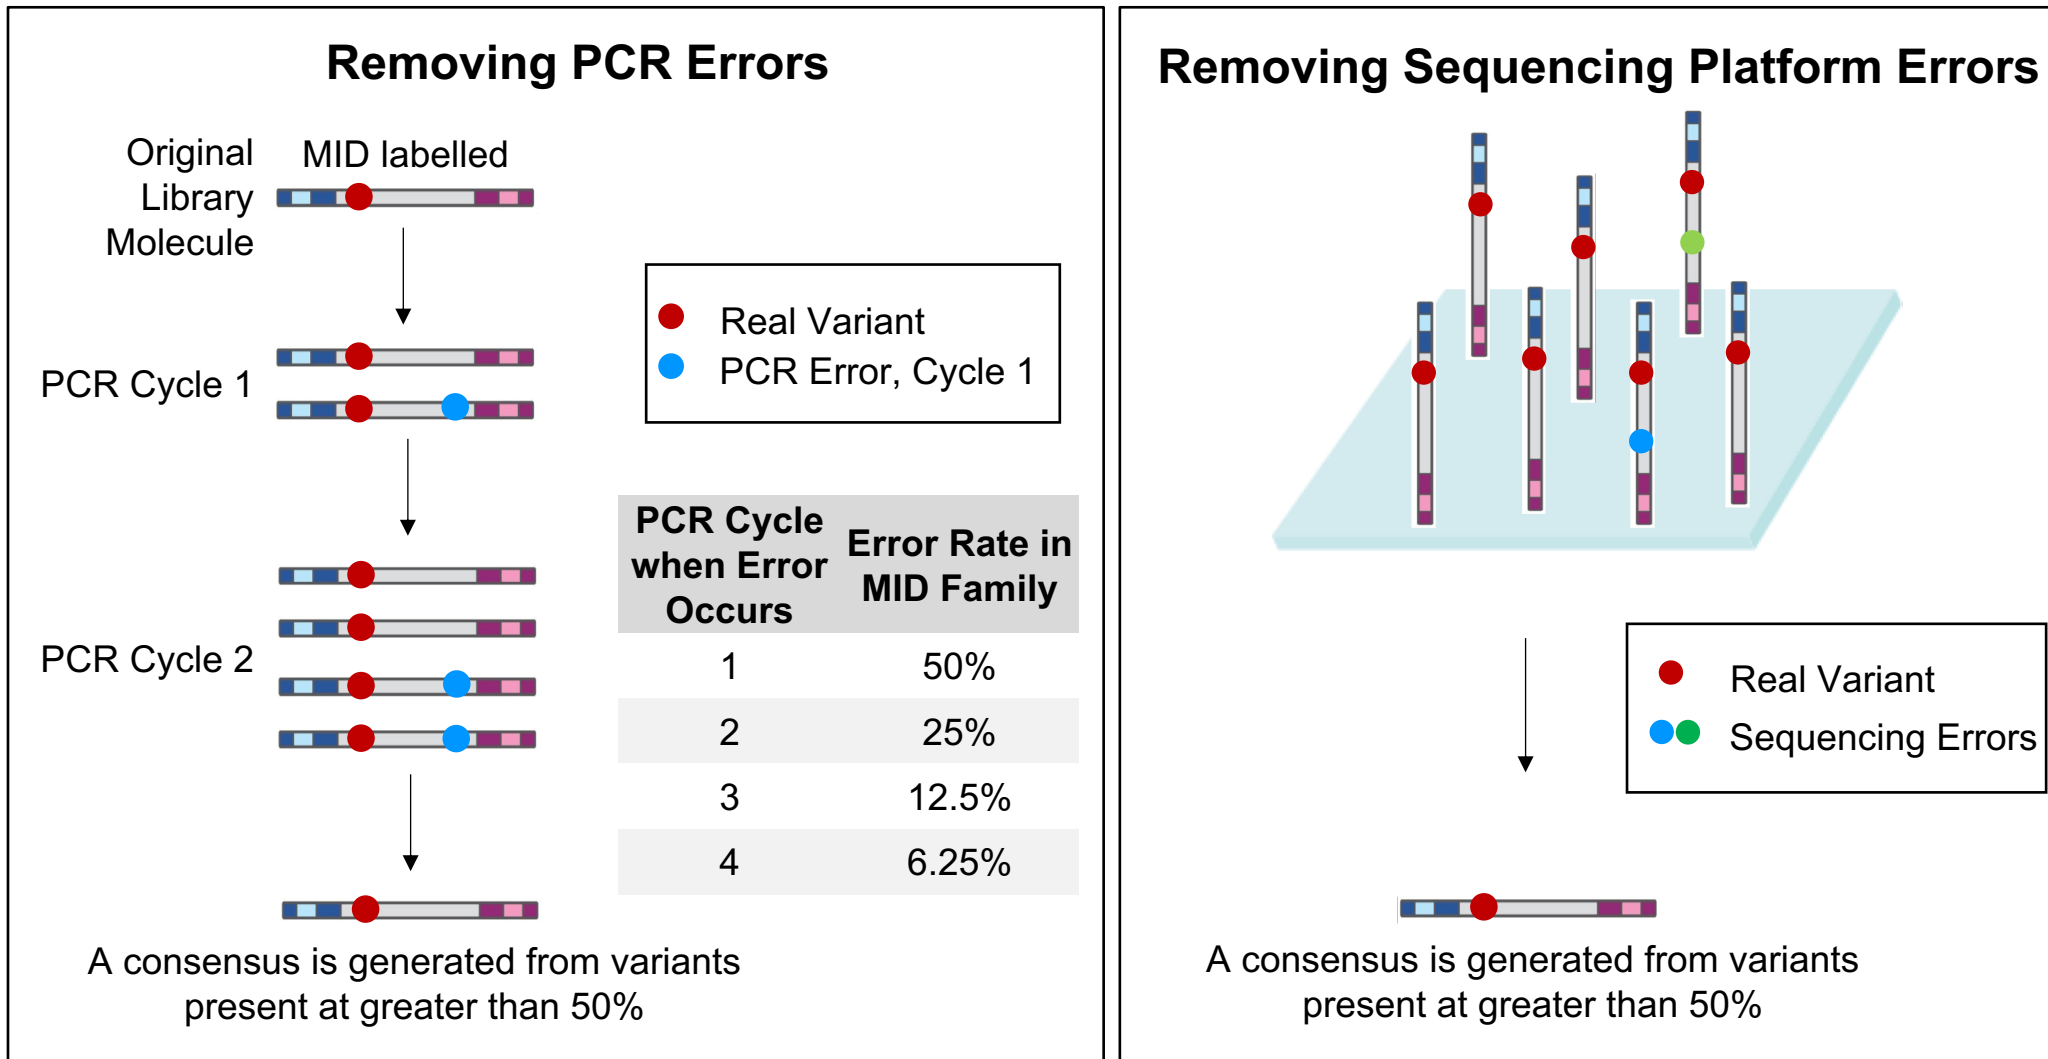 Removing PCR Errors
Original
Library
Molecule
MID labelled
PCR Cycle 1
Real Variant
PCR Error, Cycle 1
PCR Cycle 2
PCR Cycle
when Error
Occurs
Error Rate in
MID Family
1 50%
2 25%
3 12.5%
4 6.25%
A consensus is generated from variants
present at greater than 50%
Removing Sequencing Platform Errors
Real Variant
Sequencing Errors
A consensus is generated from variants
present at greater than 50%